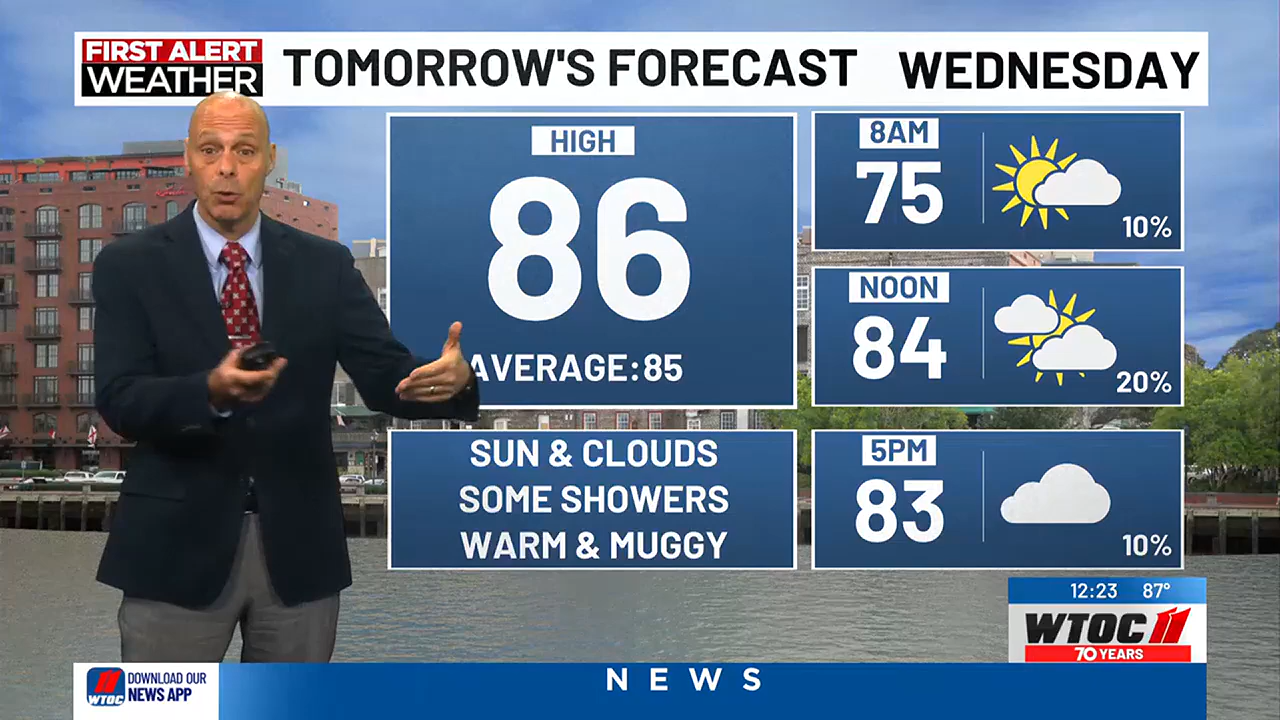 FIRST ALERT
WEATHER
TOMORROW'S FORECAST
WEDNESDAY
HIGH
86
AVERAGE:85
SUN & CLOUDS
SOME SHOWERS
WARM & MUGGY
8AM
75
10%
NOON
84
20%
5PM
83
10%
12:23 87°
WTOC 11
70 YEARS
11
WTOC
DOWNLOAD OUR
NEWS APP
NEWS